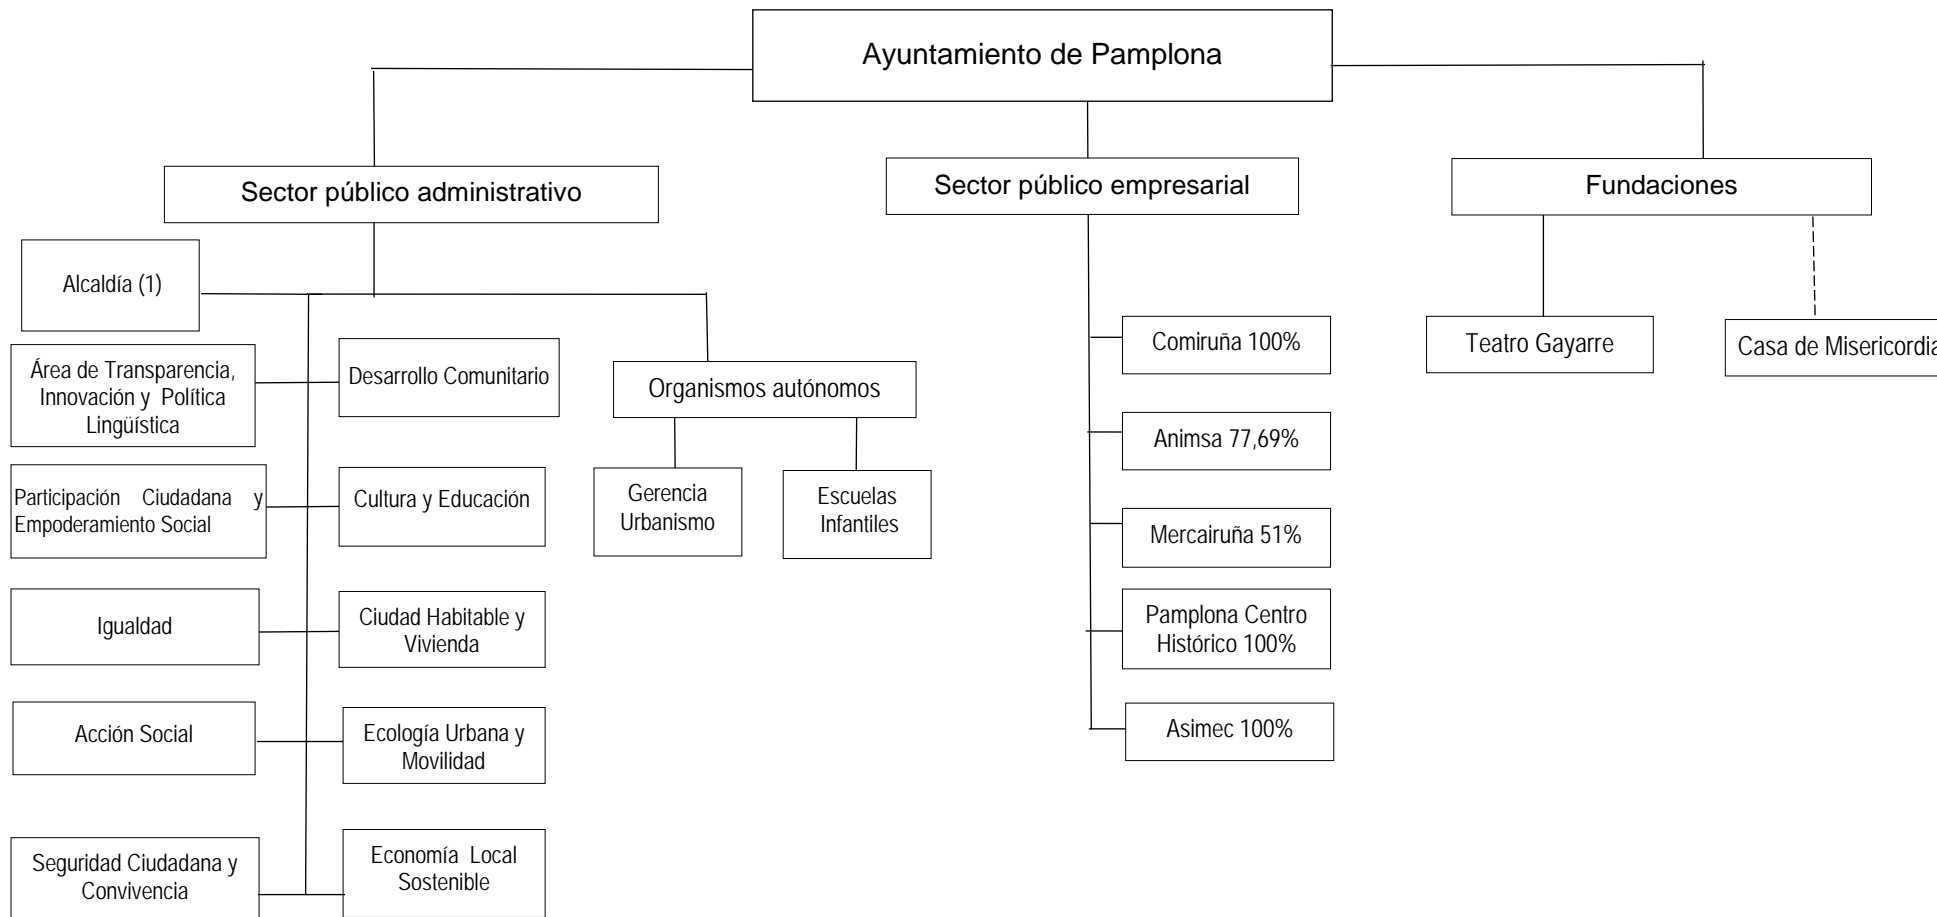 Ayuntamiento de Pamplona
Sector público administrativo
Sector público empresarial
Fundaciones
Alcaldía (1)
Área de Transparencia,
Innovación y Política
Lingüística
Desarrollo Comunitario
Participación Ciudadana y
Empoderamiento Social
Cultura y Educación
Igualdad
Ciudad Habitable y
Vivienda
Acción Social
Ecología Urbana y
Movilidad
Seguridad Ciudadana y
Convivencia
Economía Local
Sostenible
Organismos autónomos
Gerencia
Urbanismo
Escuelas
Infantiles
Comiruña 100%
Animsa 77,69%
Mercairuña 51%
Pamplona Centro
Histórico 100%
Asimec 100%
Teatro Gayarre
Casa de Misericordia